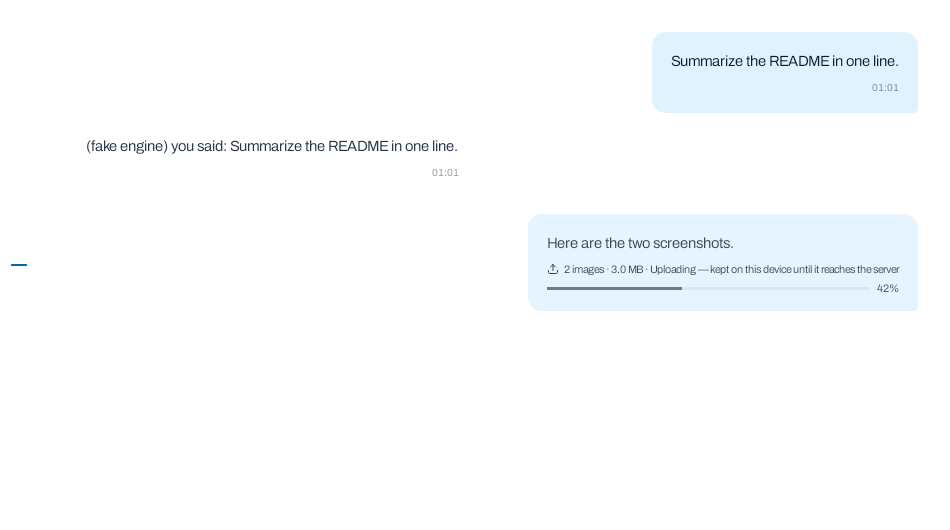 Summarize the README in one line.
01:01
(fake engine) you said: Summarize the README in one line.
01:01
Here are the two screenshots.
2 images · 3.0 MB · Uploading — kept on this device until it reaches the server
42%